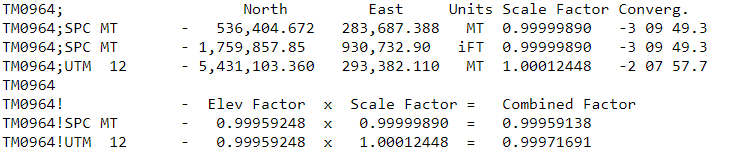 TM0964;                     North         East     Units Scale Factor Converg.
TM0964;SPC MT       -   536,404.672   283,687.388   MT  0.99999890   -3 09 49.3
TM0964;SPC MT       - 1,759,857.85    930,732.90   iFT  0.99999890   -3 09 49.3
TM0964;UTM  12      - 5,431,103.360   293,382.110   MT  1.00012448   -2 07 57.7
TM0964
TM0964!             -  Elev Factor  x  Scale Factor =   Combined Factor
TM0964!SPC MT       -   0.99959248  x   0.99999890  =   0.99959138
TM0964!UTM  12      -   0.99959248  x   1.00012448  =   0.99971691